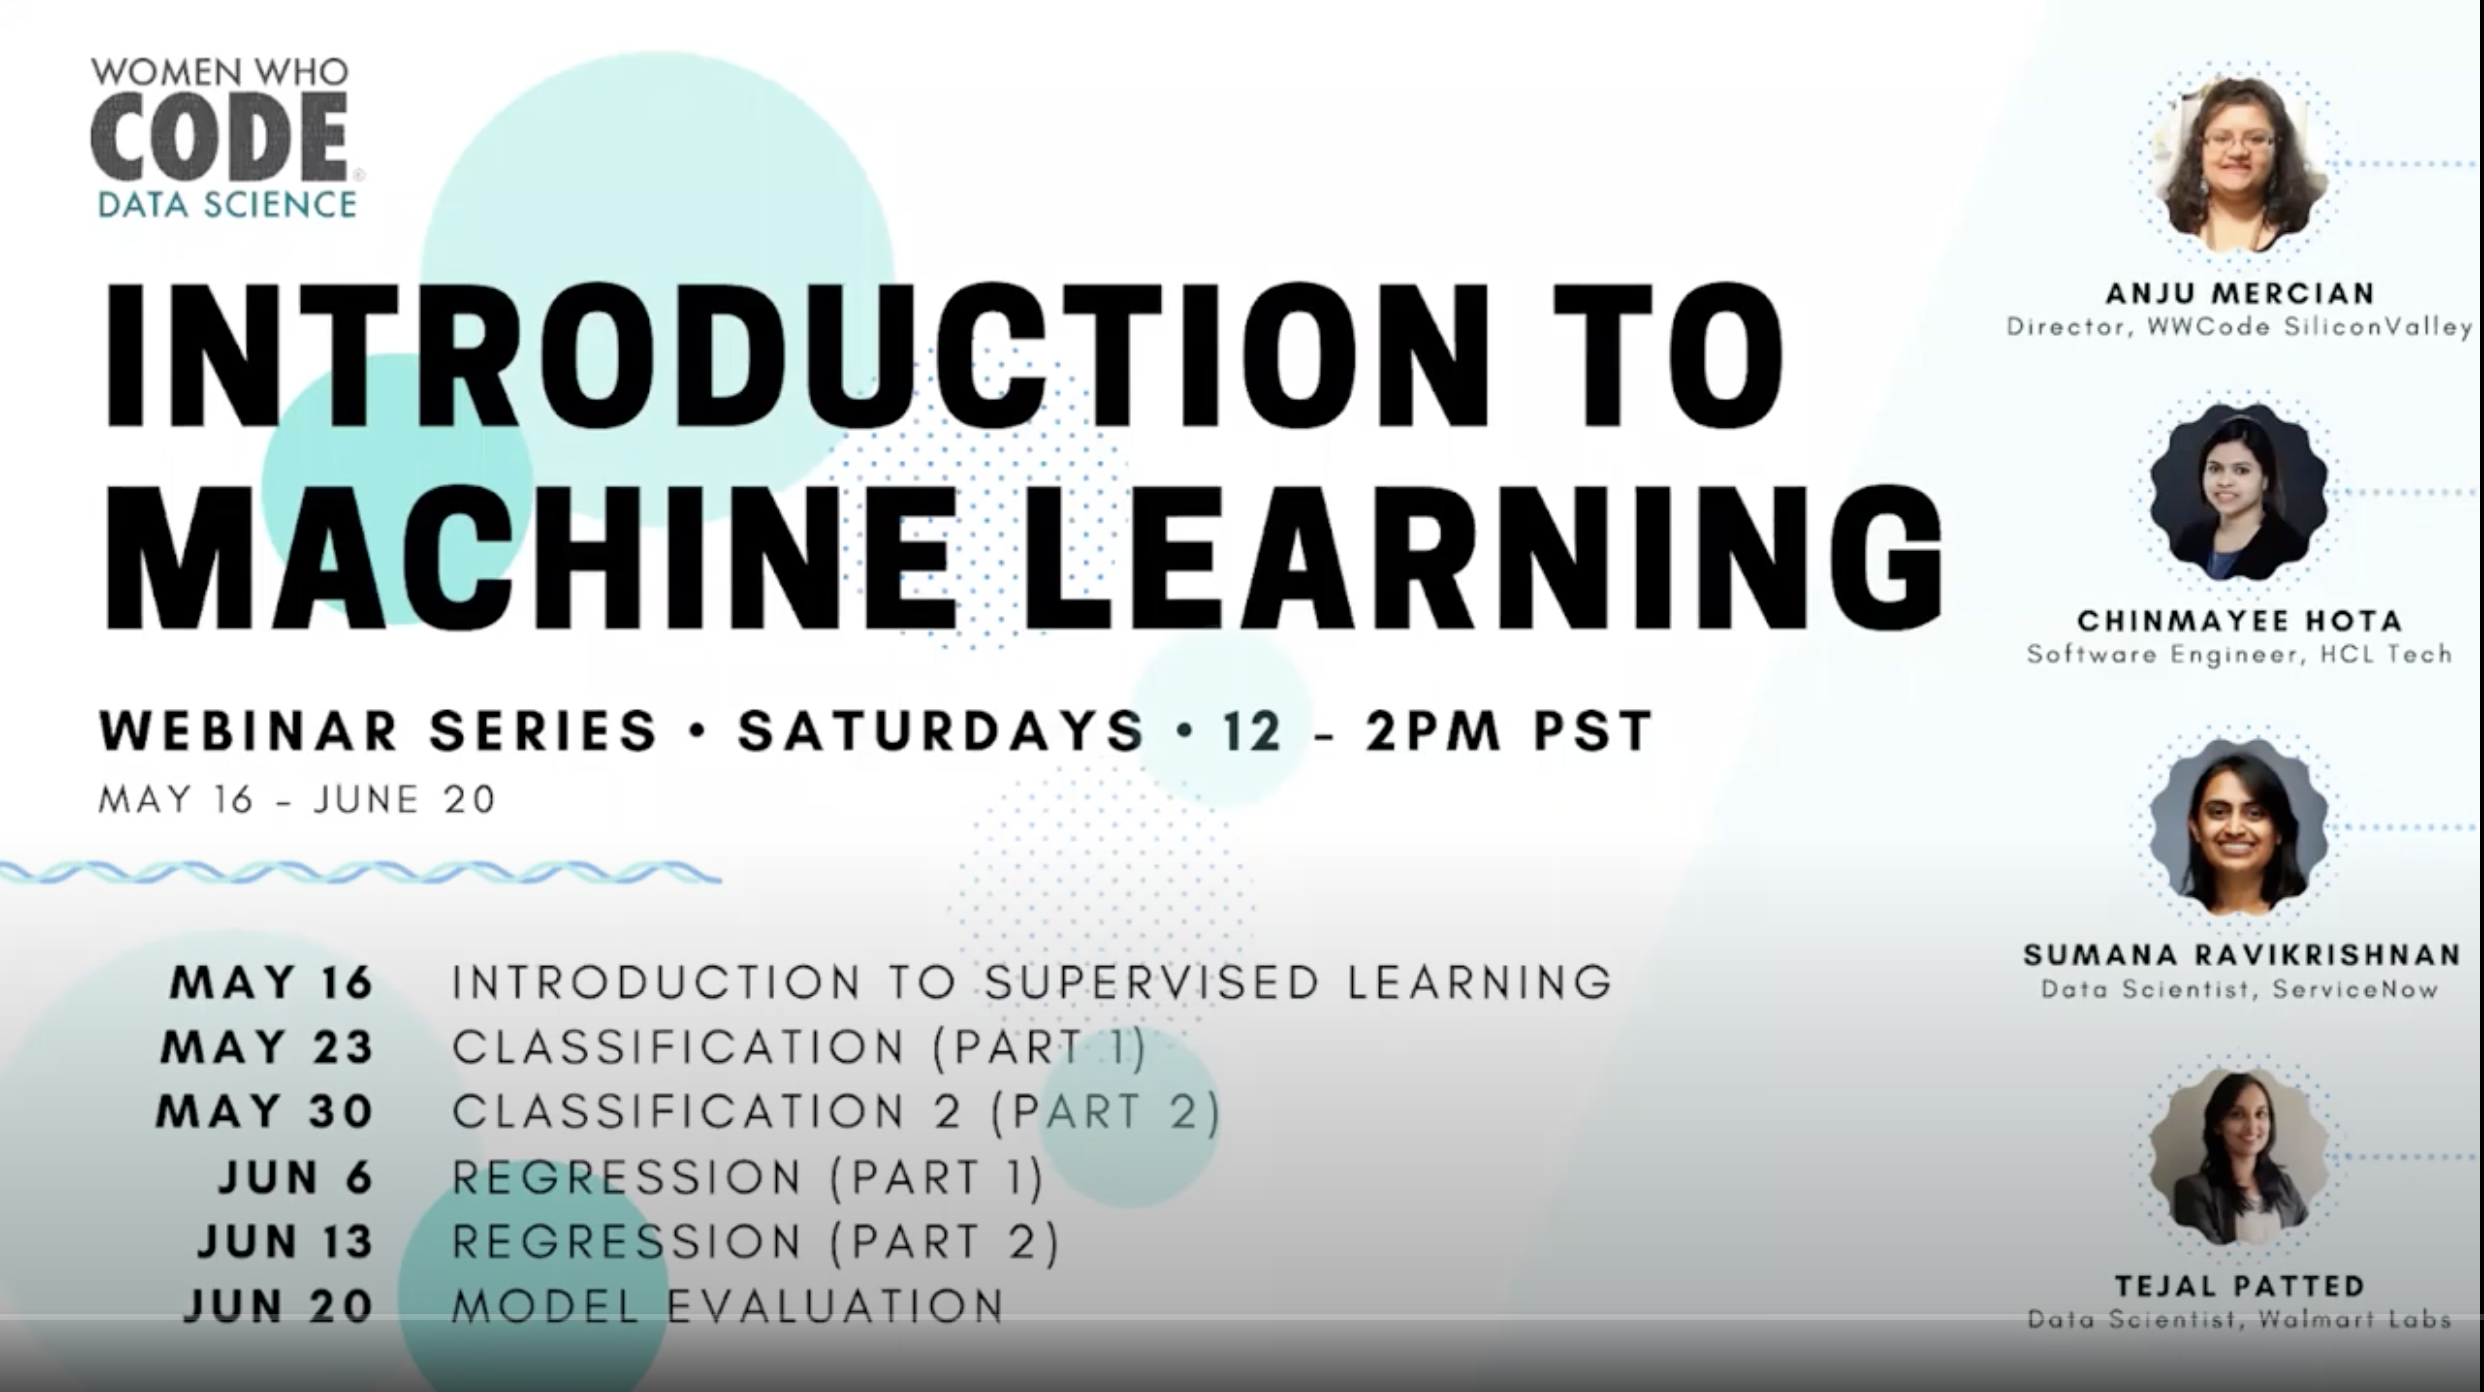 WOMEN WHO
CODE®
DATA SCIENCE
INTRODUCTION TO
MACHINE LEARNING
WEBINAR SERIES • SATURDAYS • 12 - 2PM PST
MAY 16 - JUNE 20
MAY 16 INTRODUCTION TO SUPERVISED LEARNING
MAY 23 CLASSIFICATION (PART 1)
MAY 30 CLASSIFICATION 2 (PART 2)
JUN 6 REGRESSION (PART 1)
JUN 13 REGRESSION (PART 2)
JUN 20 MODEL EVALUATION
ANJU MERCIAN
Director, WWCode SiliconValley
CHINMAYEE HOTA
Software Engineer, HCL Tech
SUMANA RAVIKRISHNAN
Data Scientist, ServiceNow
TEJAL PATTED
Data Scientist, Walmart Labs